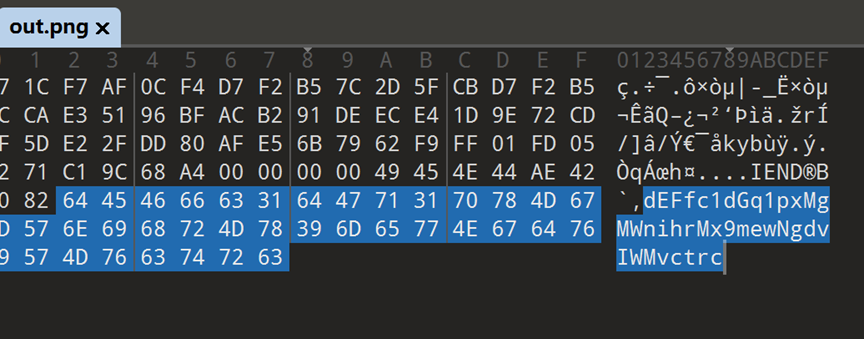 out.png ×
0 1 2 3 4 5 6 7 8 9 A B C D E F 0123456789ABCDEF
7 1C F7 AF 0C F4 D7 F2 B5 7C 2D 5F CB D7 F2 B5 ç.÷¯.ô×òµ|-_Ë×òµ
C CA E3 51 96 BF AC B2 91 DE EC E4 1D 9E 72 CD ¬ÊãQ–¿¬²‘Þìä.žrÍ
F 5D E2 2F DD 80 AF E5 6B 79 62 F9 FF 01 FD 05 /]â/Ý€¯åkybùÿ.ý.
2 71 C1 9C 68 A4 00 00 00 00 49 45 4E 44 AE 42 ÒqÁœh¤....IEND®B
0 82 64 45 46 66 63 31 64 47 71 31 70 78 4D 67 `‚dEFfc1dGq1pxMg
D 57 6E 69 68 72 4D 78 39 6D 65 77 4E 67 64 76 MWnihrMx9mewNgdv
9 57 4D 76 63 74 72 63 IWMvctrc